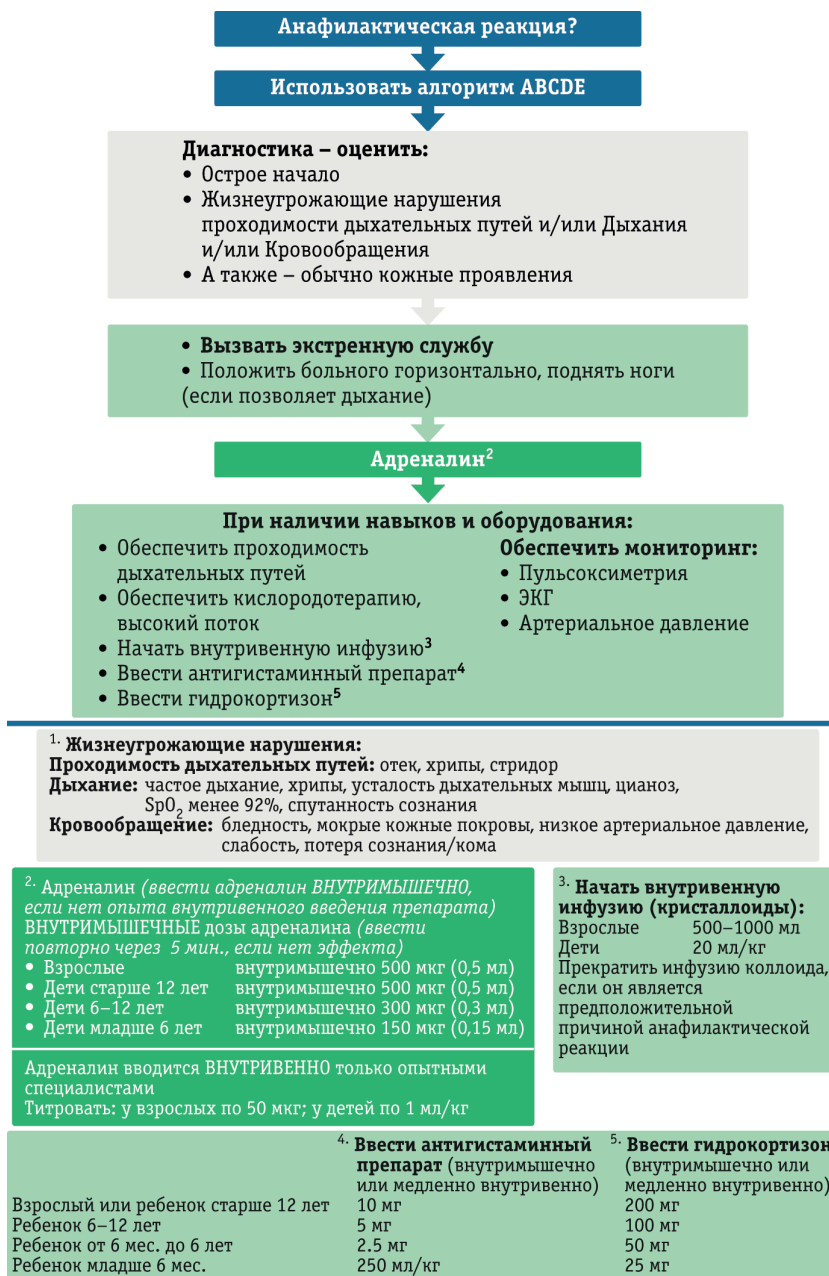 Анафилактическая реакция?
Использовать алгоритм ABCDE
Диагностика – оценить:
• Острое начало
• Жизнеугрожающие нарушения
проходимости дыхательных путей и/или Дыхания
и/или Кровообращения
• А также – обычно кожные проявления
• Вызвать экстренную службу
• Положить больного горизонтально, поднять ноги
(если позволяет дыхание)
Адреналин²
При наличии навыков и оборудования:
• Обеспечить проходимость
дыхательных путей
• Обеспечить кислородотерапию,
высокий поток
• Начать внутривенную инфузию³
• Ввести антигистаминный препарат⁴
• Ввести гидрокортизон⁵
Обеспечить мониторинг:
• Пульсоксиметрия
• ЭКГ
• Артериальное давление
¹· Жизнеугрожающие нарушения:
Проходимость дыхательных путей: отек, хрипы, стридор
Дыхание: частое дыхание, хрипы, усталость дыхательных мышц, цианоз,
SpO₂ менее 92%, спутанность сознания
Кровообращение: бледность, мокрые кожные покровы, низкое артериальное давление,
слабость, потеря сознания/кома
²· Адреналин (ввести адреналин ВНУТРИМЫШЕЧНО,
если нет опыта внутривенного введения препарата)
ВНУТРИМЫШЕЧНЫЕ дозы адреналина (ввести
повторно через 5 мин., если нет эффекта)
• Взрослые внутримышечно 500 мкг (0,5 мл)
• Дети старше 12 лет внутримышечно 500 мкг (0,5 мл)
• Дети 6–12 лет внутримышечно 300 мкг (0,3 мл)
• Дети младше 6 лет внутримышечно 150 мкг (0,15 мл)
Адреналин вводится ВНУТРИВЕННО только опытными
специалистами
Титровать: у взрослых по 50 мкг; у детей по 1 мл/кг
³· Начать внутривенную
инфузию (кристаллоиды):
Взрослые 500–1000 мл
Дети 20 мл/кг
Прекратить инфузию коллоида,
если он является
предположительной
причиной анафилактической
реакции
⁴· Ввести антигистаминный
препарат (внутримышечно
или медленно внутривенно)
⁵· Ввести гидрокортизон
(внутримышечно или
медленно внутривенно)
Взрослый или ребенок старше 12 лет 10 мг 200 мг
Ребенок 6–12 лет 5 мг 100 мг
Ребенок от 6 мес. до 6 лет 2.5 мг 50 мг
Ребенок младше 6 мес. 250 мл/кг 25 мг